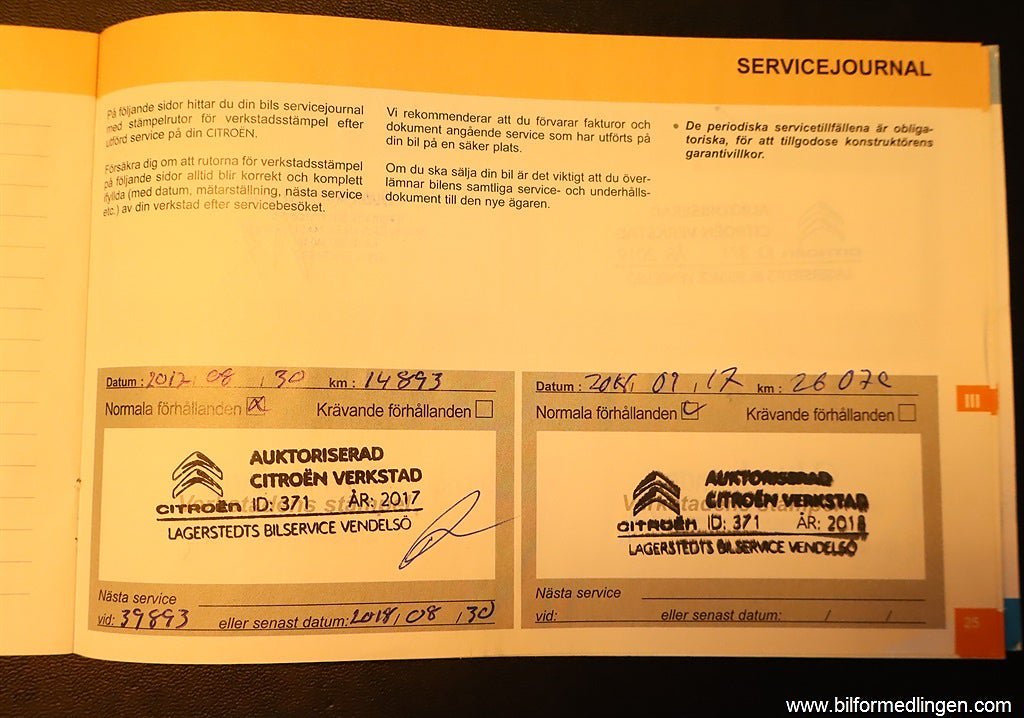 SERVICEJOURNAL
På följande sidor hittar du din bils servicejournal
med stämpelrutor för verkstadsstämpel efter
utförd service på din CITROËN.
Försäkra dig om att rutorna för verkstadsstämpel
på följande sidor alltid blir korrekt och komplett
ifyllda (med datum, mätarställning, nästa service
etc.) av din verkstad efter servicebesöket.
Vi rekommenderar att du förvarar fakturor och
dokument angående service som har utförts på
din bil på en säker plats.
Om du ska sälja din bil är det viktigt att du över-
lämnar bilens samtliga service- och underhålls-
dokument till den nye ägaren.
• De periodiska servicetillfällena är obliga-
toriska, för att tillgodose konstruktörens
garantivillkor.
Datum : 2017, 08, 30 km : 14893
Normala förhållanden Krävande förhållanden
AUKTORISERAD
CITROËN VERKSTAD
CITROËN ID: 371 ÅR: 2017
LAGERSTEDTS BILSERVICE VENDELSÖ
Nästa service
vid: 39893 eller senast datum: 2018, 08, 30
Datum : 2018, 09, 17 km :
Normala förhållanden Krävande förhållanden
AUKTORISERAD
CITROËN VERKSTAD
CITROËN ID: 371 ÅR: 2018
LAGERSTEDTS BILSERVICE VENDELSÖ
Nästa service
vid: eller senast datum: / /
III
25
www.bilformedlingen.com